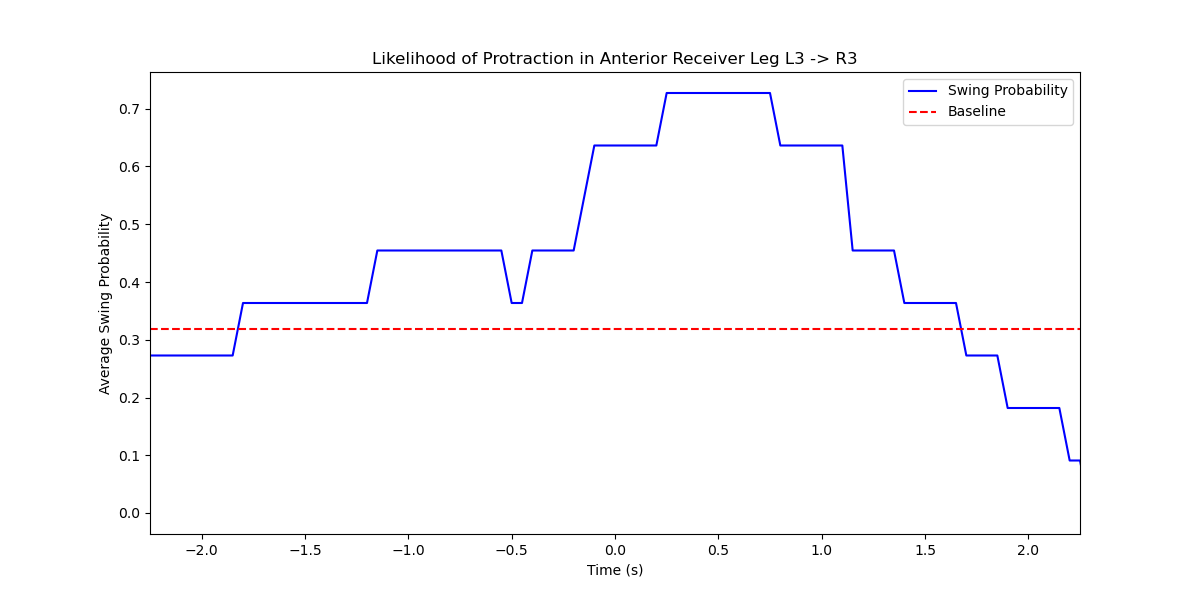 Likelihood of Protraction in Anterior Receiver Leg L3 -> R3
Swing Probability
Baseline
Average Swing Probability
0.7
0.6
0.5
0.4
0.3
0.2
0.1
0.0
−2.0 −1.5 −1.0 −0.5 0.0 0.5 1.0 1.5 2.0
Time (s)